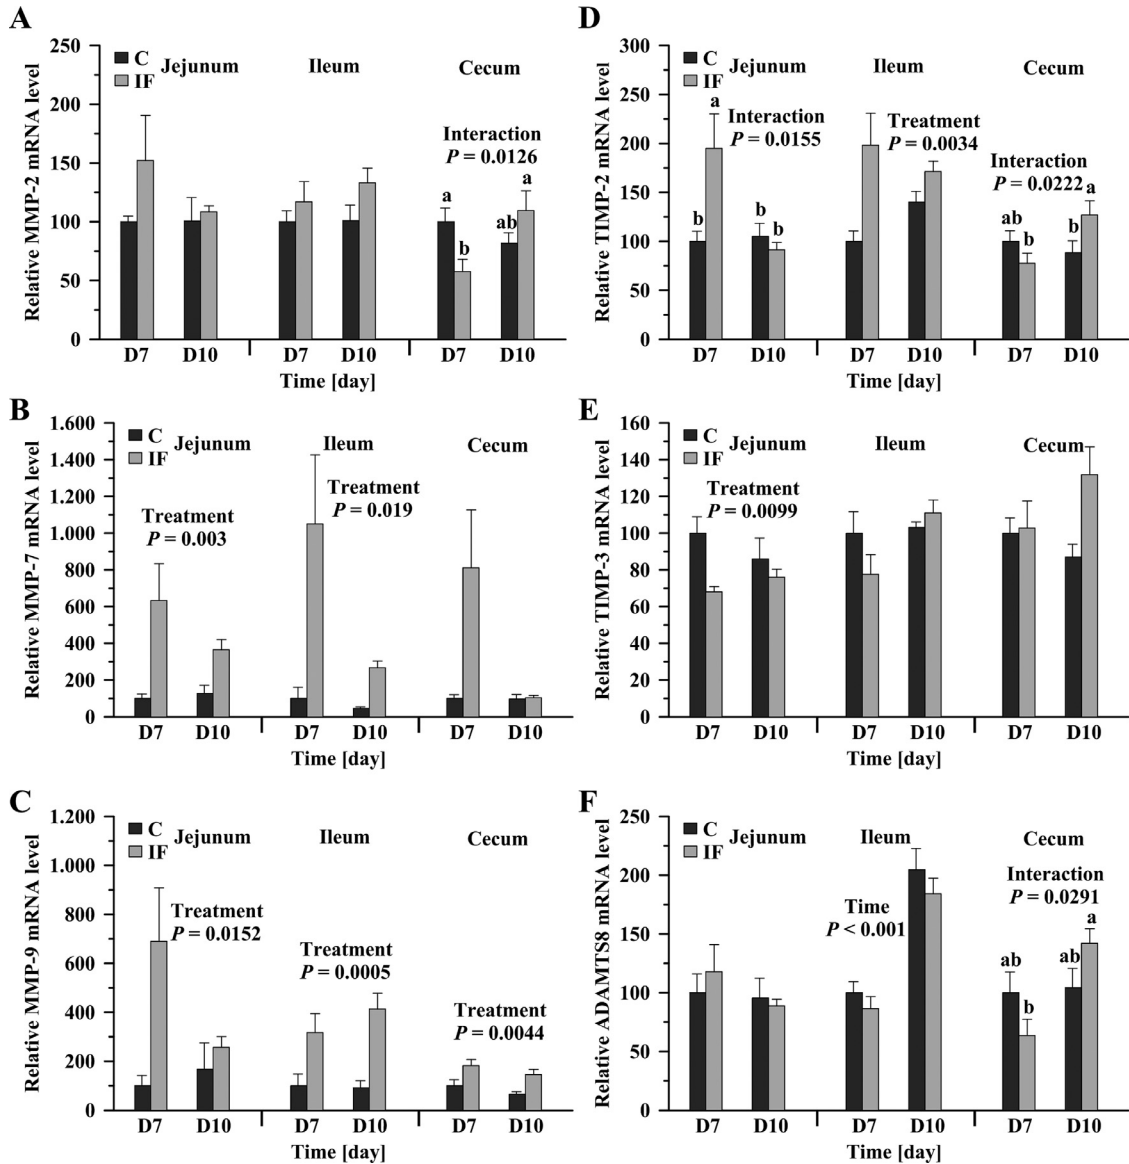 A
Relative MMP-2 mRNA level
250
200
150
100
50
0
C
IF
Jejunum
Ileum
Cecum
Interaction
P = 0.0126
a
b
ab
a
D7
D10
D7
D10
D7
D10
Time [day]
D
Relative TIMP-2 mRNA level
300
250
200
150
100
50
0
C
IF
Jejunum
Ileum
Cecum
a
Interaction
P = 0.0155
b
b
b
Treatment
P = 0.0034
Interaction
P = 0.0222
ab
b
b
a
D7
D10
D7
D10
D7
D10
Time [day]
B
Relative MMP-7 mRNA level
1.600
1.400
1.200
1.000
800
600
400
200
0
C
IF
Jejunum
Ileum
Cecum
Treatment
P = 0.003
Treatment
P = 0.019
D7
D10
D7
D10
D7
D10
Time [day]
E
Relative TIMP-3 mRNA level
160
140
120
100
80
60
40
20
0
C
IF
Jejunum
Ileum
Cecum
Treatment
P = 0.0099
D7
D10
D7
D10
D7
D10
Time [day]
C
Relative MMP-9 mRNA level
1.200
1.000
800
600
400
200
0
C
IF
Jejunum
Ileum
Cecum
Treatment
P = 0.0152
Treatment
P = 0.0005
Treatment
P = 0.0044
D7
D10
D7
D10
D7
D10
Time [day]
F
Relative ADAMTS8 mRNA level
250
200
150
100
50
0
C
IF
Jejunum
Ileum
Cecum
Time
P < 0.001
Interaction
P = 0.0291
ab
b
ab
a
D7
D10
D7
D10
D7
D10
Time [day]